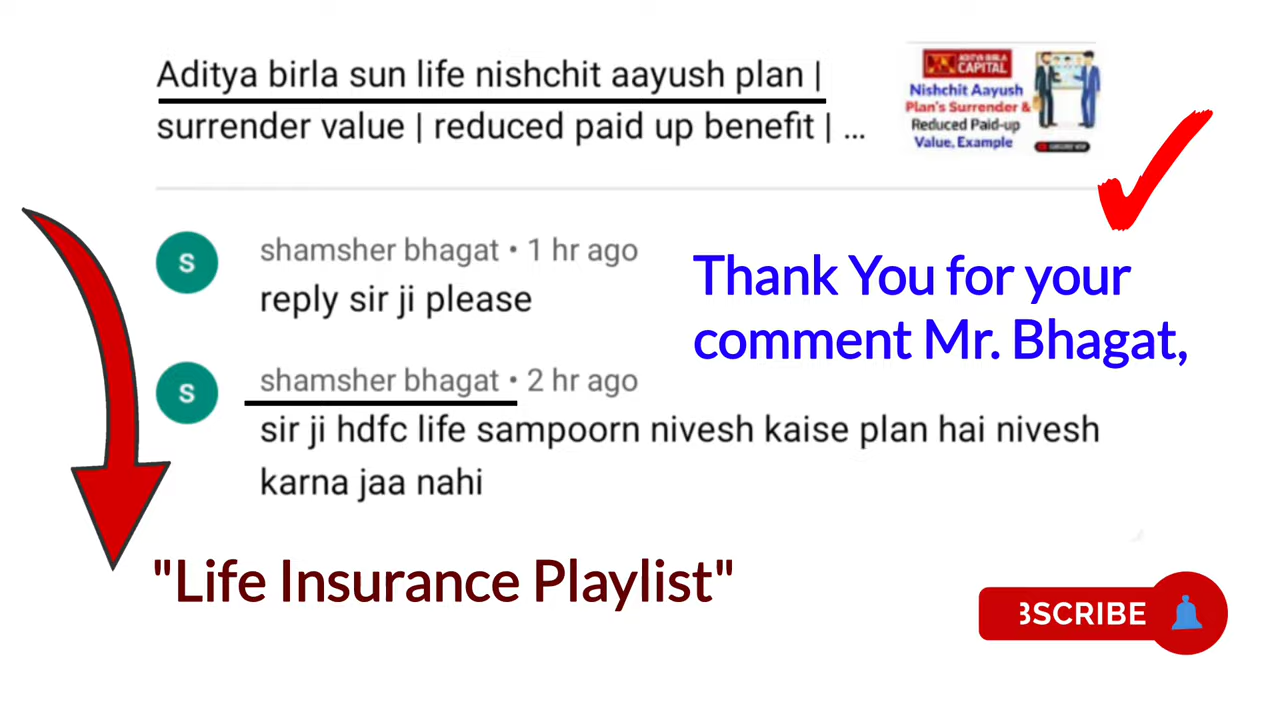 Aditya birla sun life nishchit aayush plan |
surrender value | reduced paid up benefit | ...
ADITYA BIRLA
CAPITAL
Nishchit Aayush
Plan's Surrender &
Reduced Paid-up
Value, Example
SUBSCRIBE NOW
S
shamsher bhagat • 1 hr ago
reply sir ji please
Thank You for your
comment Mr. Bhagat,
S
shamsher bhagat • 2 hr ago
sir ji hdfc life sampoorn nivesh kaise plan hai nivesh
karna jaa nahi
"Life Insurance Playlist"
BSCRIBE